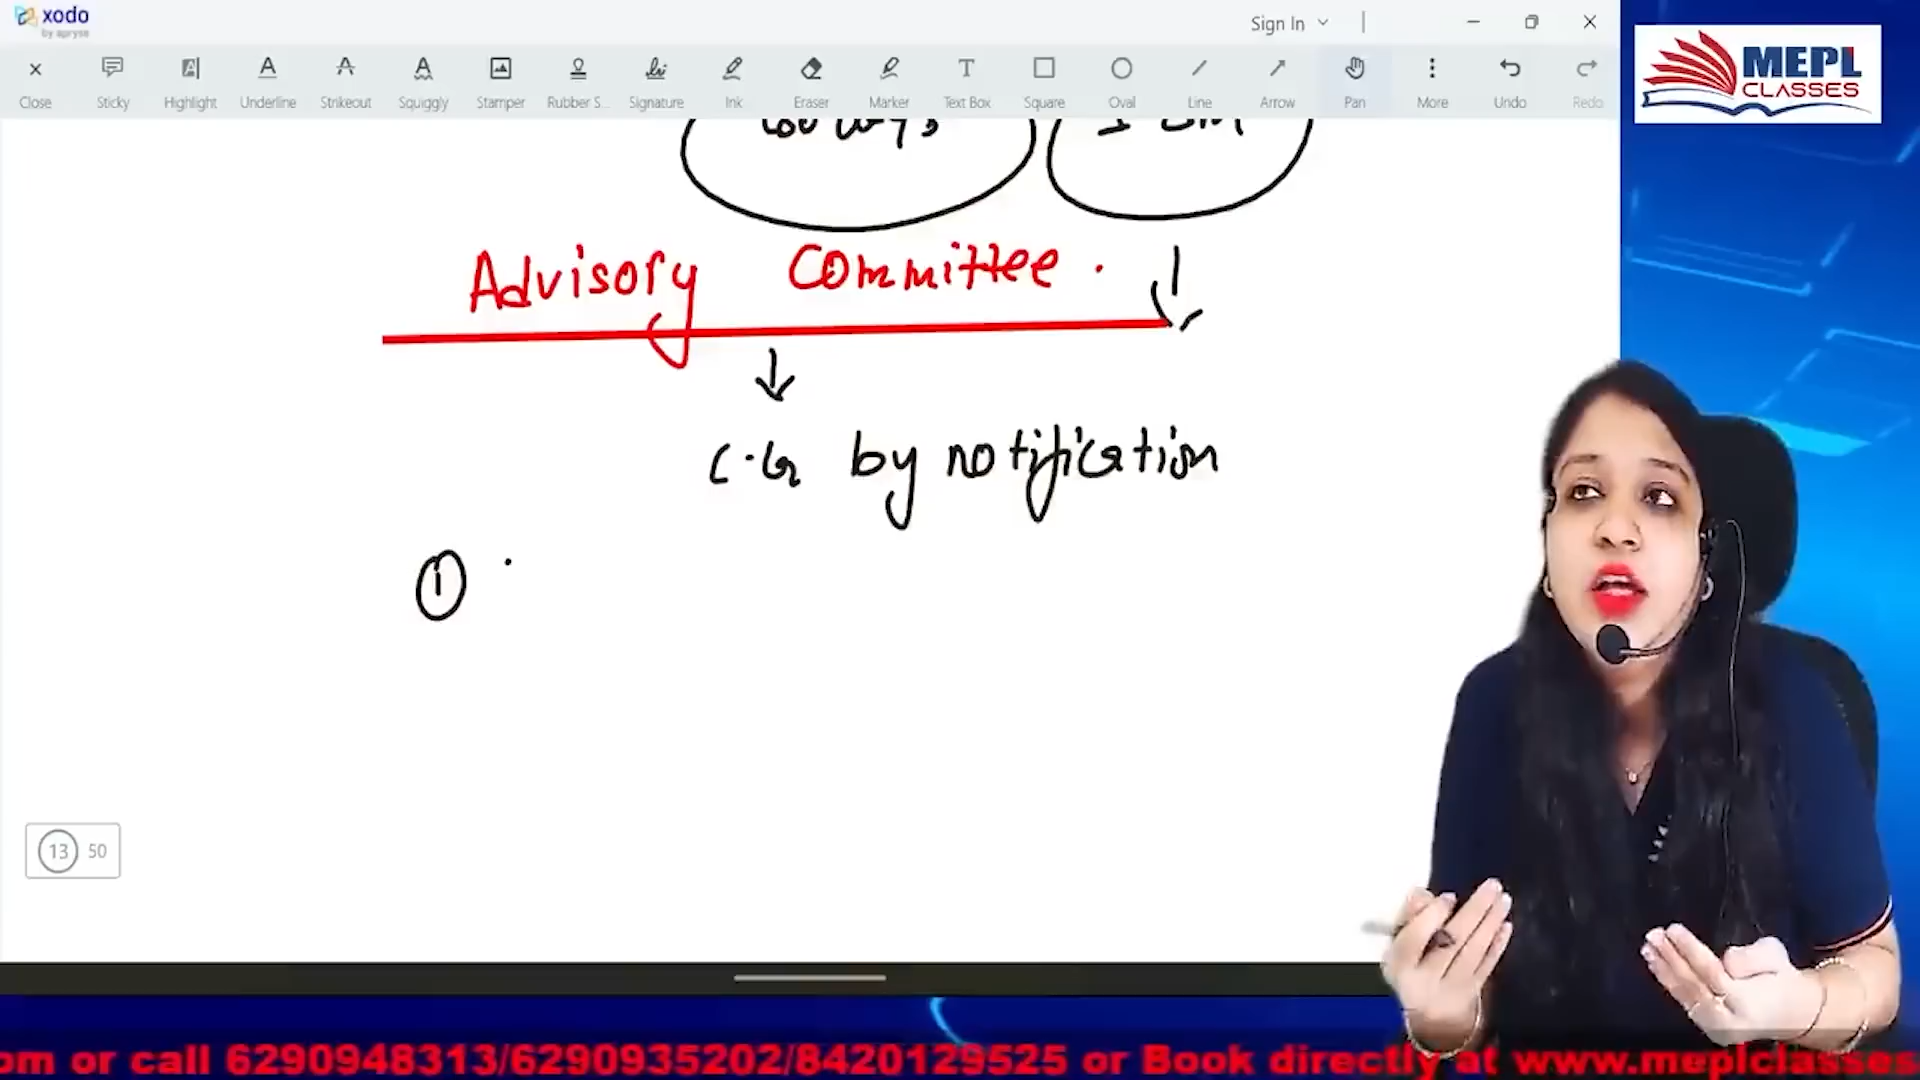 xodo
by apryse
Sign In
Close Sticky Highlight Underline Strikeout Squiggly Stamper Rubber S... Signature Ink Eraser Marker Text Box Square Oval Line Arrow Pan More Undo Redo
MEPL
CLASSES
Advisory Committee.
C.G by notification
①
13 50
om or call 6290948313/6290935202/8420129525 or Book directly at www.meplclasses